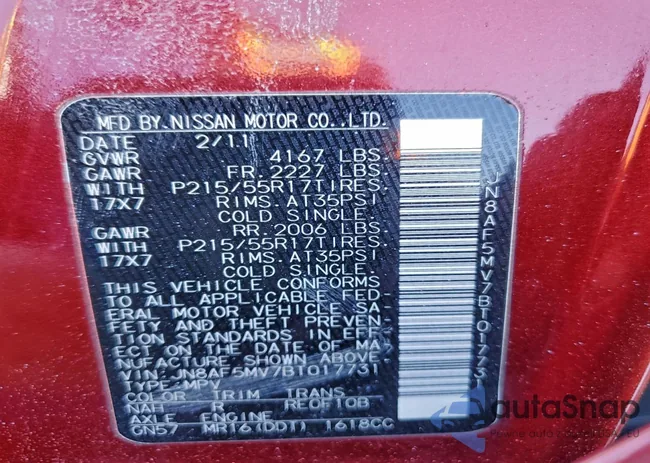 MFD BY NISSAN MOTOR CO.,LTD.
DATE 2/11
GVWR 4167 LBS
GAWR FR. 2227 LBS
WITH P215/55R17TIRES.
17X7 RIMS AT35PSI
COLD SINGLE.
GAWR RR. 2006 LBS
WITH P215/55R17TIRES.
17X7 RIMS AT35PSI
COLD SINGLE.
THIS VEHICLE CONFORMS
TO ALL APPLICABLE FED-
ERAL MOTOR VEHICLE SA
FETY AND THEFT PREVEN-
TION STANDARDS IN EFF
ECT ON THE DATE OF MA
NUFACTURE SHOWN ABOVE
VIN: JN8AF5MV7BT017731
TYPE: MPV
COLOR TRIM TRANS
NAH R RE0F10B
AXLE ENGINE
GN57 MR16(DDT) 1618CC
JN8AF5MV7BT017731
autoSnap